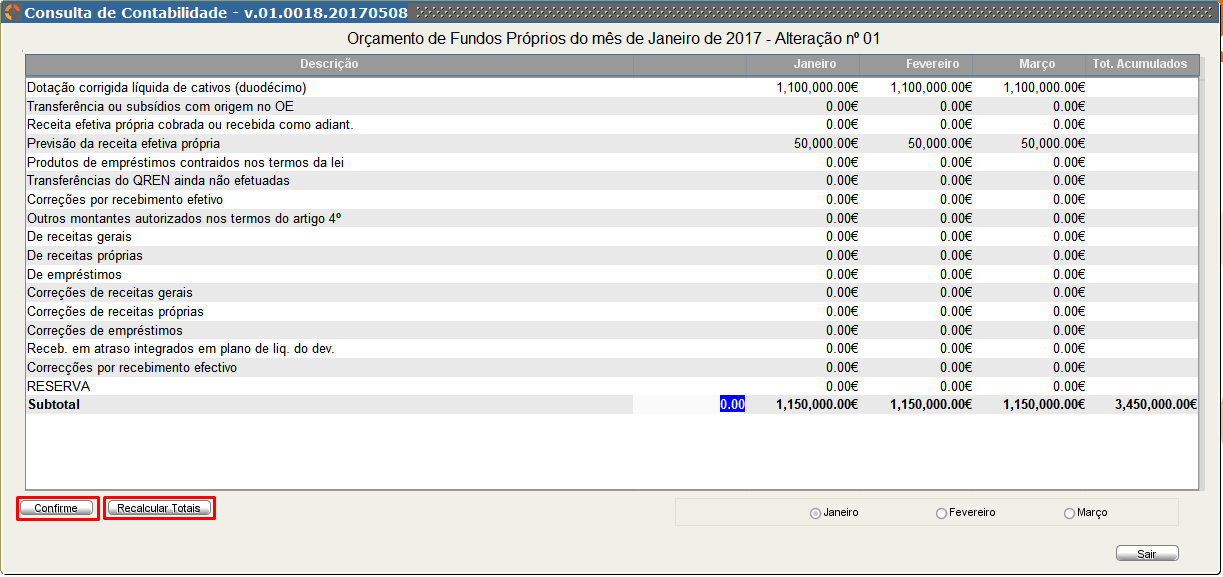 Consulta de Contabilidade - v.01.0018.20170508
Orçamento de Fundos Próprios do mês de Janeiro de 2017 - Alteração nº 01
Descrição Janeiro Fevereiro Março Tot. Acumulados
Dotação corrigida líquida de cativos (duodécimo) 1,100,000.00€ 1,100,000.00€ 1,100,000.00€
Transferência ou subsídios com origem no OE 0.00€ 0.00€ 0.00€
Receita efetiva própria cobrada ou recebida como adiant. 0.00€ 0.00€ 0.00€
Previsão da receita efetiva própria 50,000.00€ 50,000.00€ 50,000.00€
Produtos de empréstimos contraidos nos termos da lei 0.00€ 0.00€ 0.00€
Transferências do QREN ainda não efetuadas 0.00€ 0.00€ 0.00€
Correções por recebimento efetivo 0.00€ 0.00€ 0.00€
Outros montantes autorizados nos termos do artigo 4º 0.00€ 0.00€ 0.00€
De receitas gerais 0.00€ 0.00€ 0.00€
De receitas próprias 0.00€ 0.00€ 0.00€
De empréstimos 0.00€ 0.00€ 0.00€
Correções de receitas gerais 0.00€ 0.00€ 0.00€
Correções de receitas próprias 0.00€ 0.00€ 0.00€
Correções de empréstimos 0.00€ 0.00€ 0.00€
Receb. em atraso integrados em plano de liq. do dev. 0.00€ 0.00€ 0.00€
Correcções por recebimento efectivo 0.00€ 0.00€ 0.00€
RESERVA 0.00€ 0.00€ 0.00€
Subtotal 0.00 1,150,000.00€ 1,150,000.00€ 1,150,000.00€ 3,450,000.00€
Confirme Recalcular Totais Janeiro Fevereiro Março
Sair